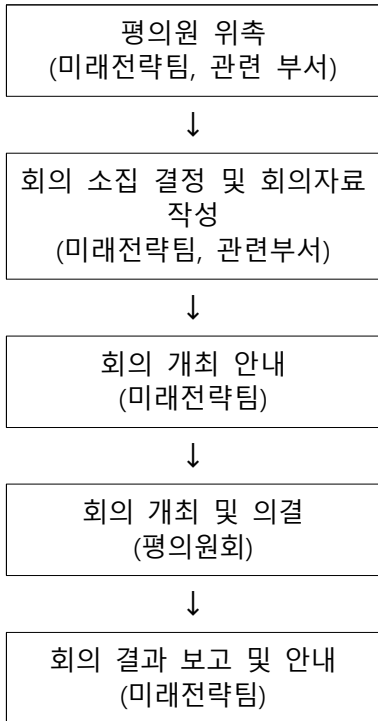 평의원 위촉
(미래전략팀, 관련 부서)
↓
회의 소집 결정 및 회의자료
작성
(미래전략팀, 관련부서)
↓
회의 개최 안내
(미래전략팀)
↓
회의 개최 및 의결
(평의원회)
↓
회의 결과 보고 및 안내
(미래전략팀)